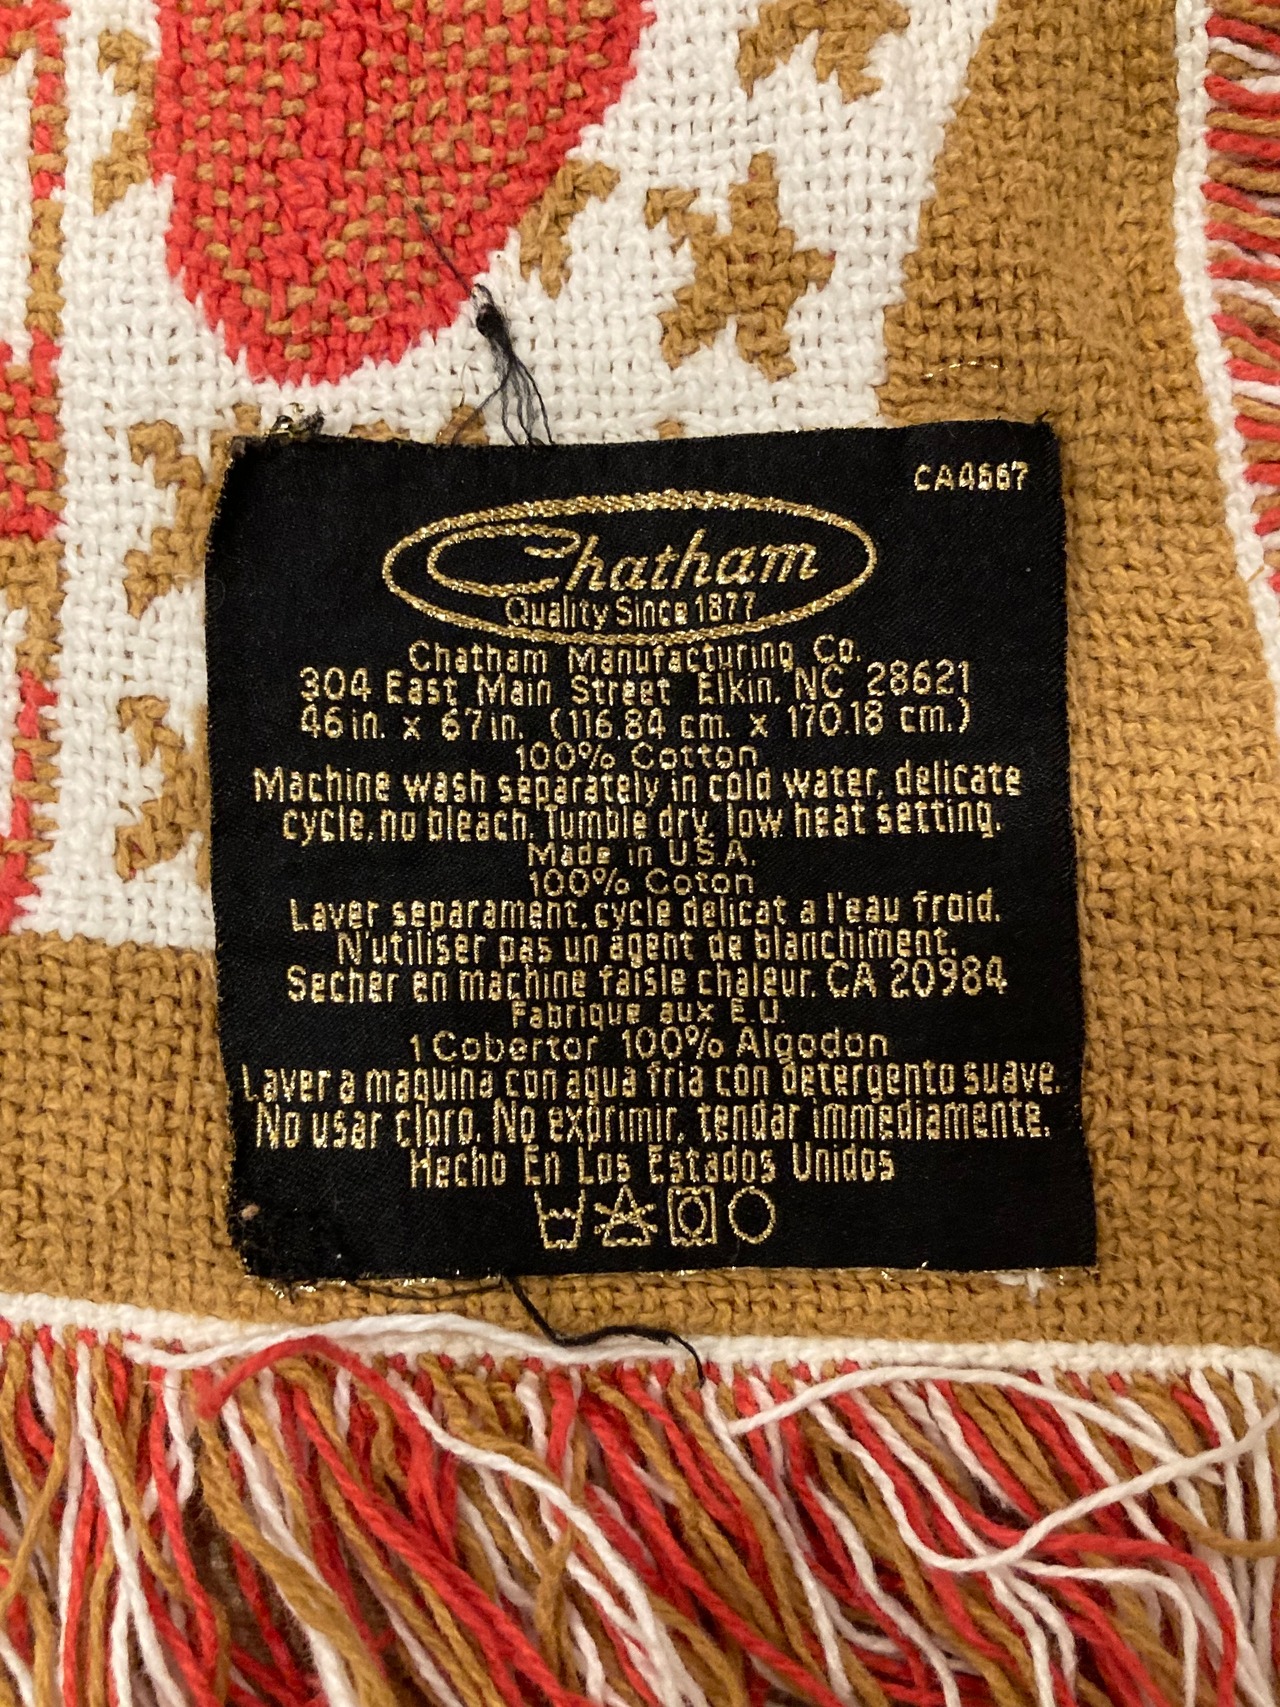 CA4667
Chatham
Quality Since 1877
Chatham Manufacturing Co.
304 East Main Street Elkin, NC 28621
46in. x 67in. (116.84 cm. x 170.18 cm.)
100% Cotton
Machine wash separately in cold water, delicate
cycle, no bleach. Tumble dry, low heat setting.
Made in U.S.A.
100% Coton
Laver separament. cycle delicat a l'eau froid.
N'utiliser pas un agent de blanchiment.
Secher en machine faisle chaleur. CA 20984
Fabrique aux E.U.
1 Cobertor 100% Algodon
Laver a maquina con agua fria con detergento suave.
No usar cloro. No exprimir, tendar immediamente.
Hecho En Los Estados Unidos